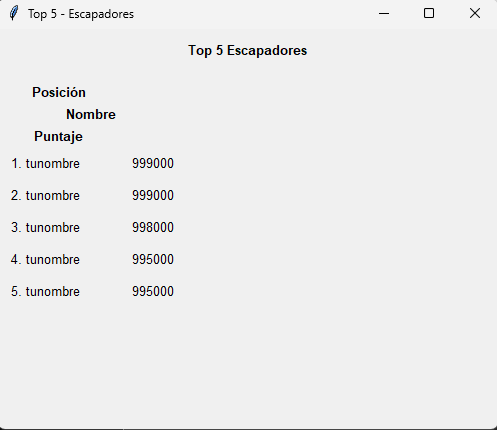 Top 5 - Escapadores
Top 5 Escapadores
Posición
Nombre
Puntaje
1. tunombre 999000
2. tunombre 999000
3. tunombre 998000
4. tunombre 995000
5. tunombre 995000